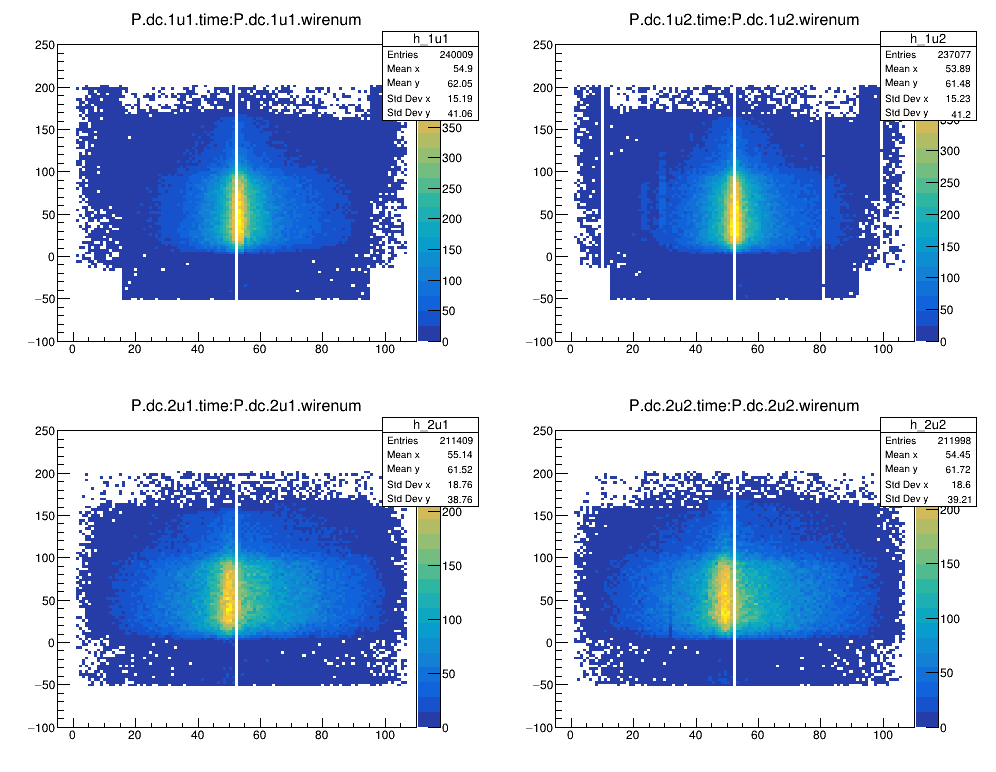 P.dc.1u1.time:P.dc.1u1.wirenum
h_1u1
Entries 240009
Mean x 54.9
Mean y 62.05
Std Dev x 15.19
Std Dev y 41.06
250
200
150
100
50
0
−50
−100
0 20 40 60 80 100
350
300
250
200
150
100
50
0
P.dc.1u2.time:P.dc.1u2.wirenum
h_1u2
Entries 237077
Mean x 53.89
Mean y 61.48
Std Dev x 15.23
Std Dev y 41.2
250
200
150
100
50
0
−50
−100
0 20 40 60 80 100
350
300
250
200
150
100
50
0
P.dc.2u1.time:P.dc.2u1.wirenum
h_2u1
Entries 211409
Mean x 55.14
Mean y 61.52
Std Dev x 18.76
Std Dev y 38.76
250
200
150
100
50
0
−50
−100
0 20 40 60 80 100
200
150
100
50
0
P.dc.2u2.time:P.dc.2u2.wirenum
h_2u2
Entries 211998
Mean x 54.45
Mean y 61.72
Std Dev x 18.6
Std Dev y 39.21
250
200
150
100
50
0
−50
−100
0 20 40 60 80 100
200
150
100
50
0